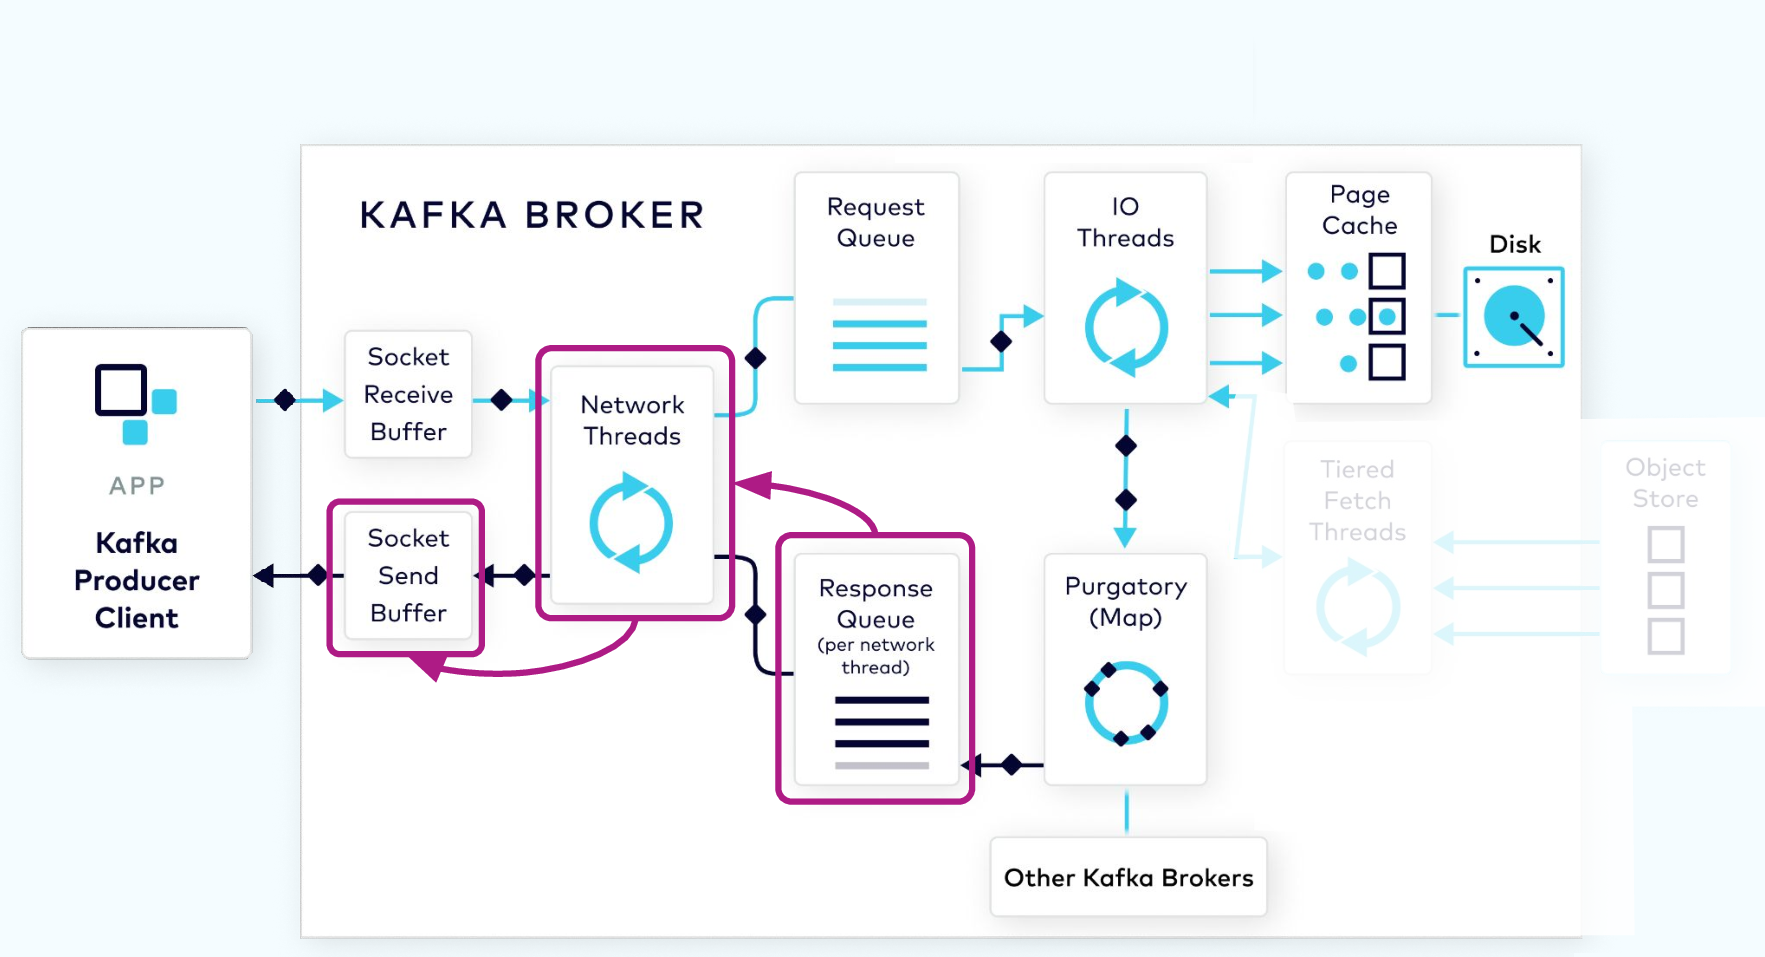 KAFKA BROKER
APP
Kafka
Producer
Client
Socket
Receive
Buffer
Socket
Send
Buffer
Network
Threads
Request
Queue
Response
Queue
(per network
thread)
IO
Threads
Purgatory
(Map)
Other Kafka Brokers
Page
Cache
Disk
Tiered
Fetch
Threads
Object
Store